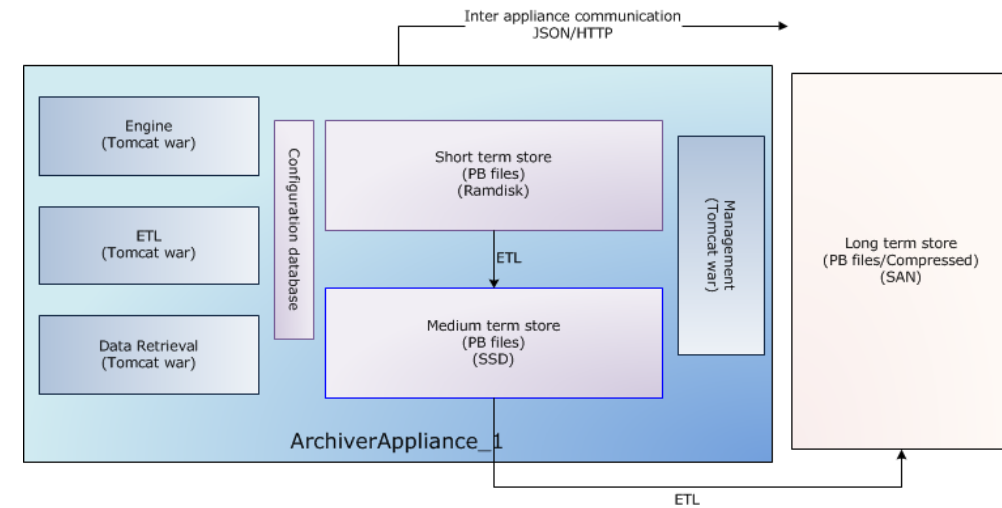 Inter appliance communication
JSON/HTTP
Engine
(Tomcat war)
ETL
(Tomcat war)
Data Retrieval
(Tomcat war)
Configuration database
Short term store
(PB files)
(Ramdisk)
ETL
Medium term store
(PB files)
(SSD)
Management
(Tomcat war)
ArchiverAppliance_1
Long term store
(PB files/Compressed)
(SAN)
ETL